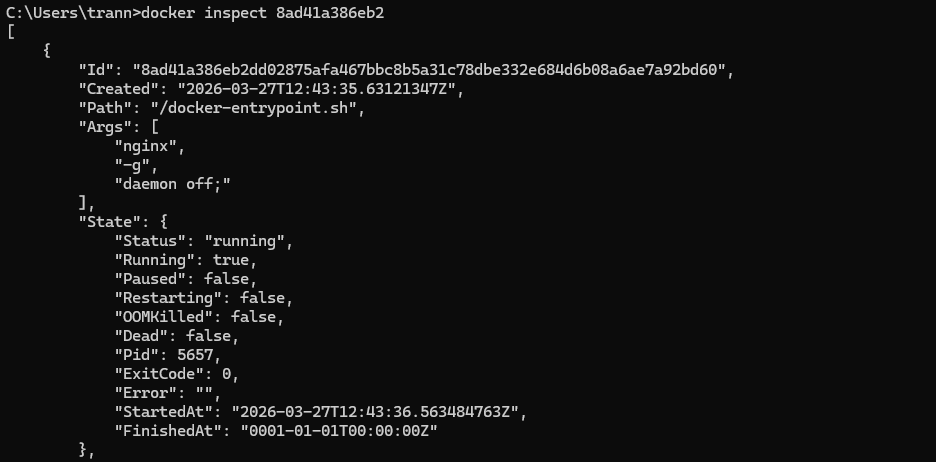 C:\Users\trann>docker inspect 8ad41a386eb2
[
    {
        "Id": "8ad41a386eb2dd02875afa467bbc8b5a31c78dbe332e684d6b08a6ae7a92bd60",
        "Created": "2026-03-27T12:43:35.63121347Z",
        "Path": "/docker-entrypoint.sh",
        "Args": [
            "nginx",
            "-g",
            "daemon off;"
        ],
        "State": {
            "Status": "running",
            "Running": true,
            "Paused": false,
            "Restarting": false,
            "OOMKilled": false,
            "Dead": false,
            "Pid": 5657,
            "ExitCode": 0,
            "Error": "",
            "StartedAt": "2026-03-27T12:43:36.563484763Z",
            "FinishedAt": "0001-01-01T00:00:00Z"
        },